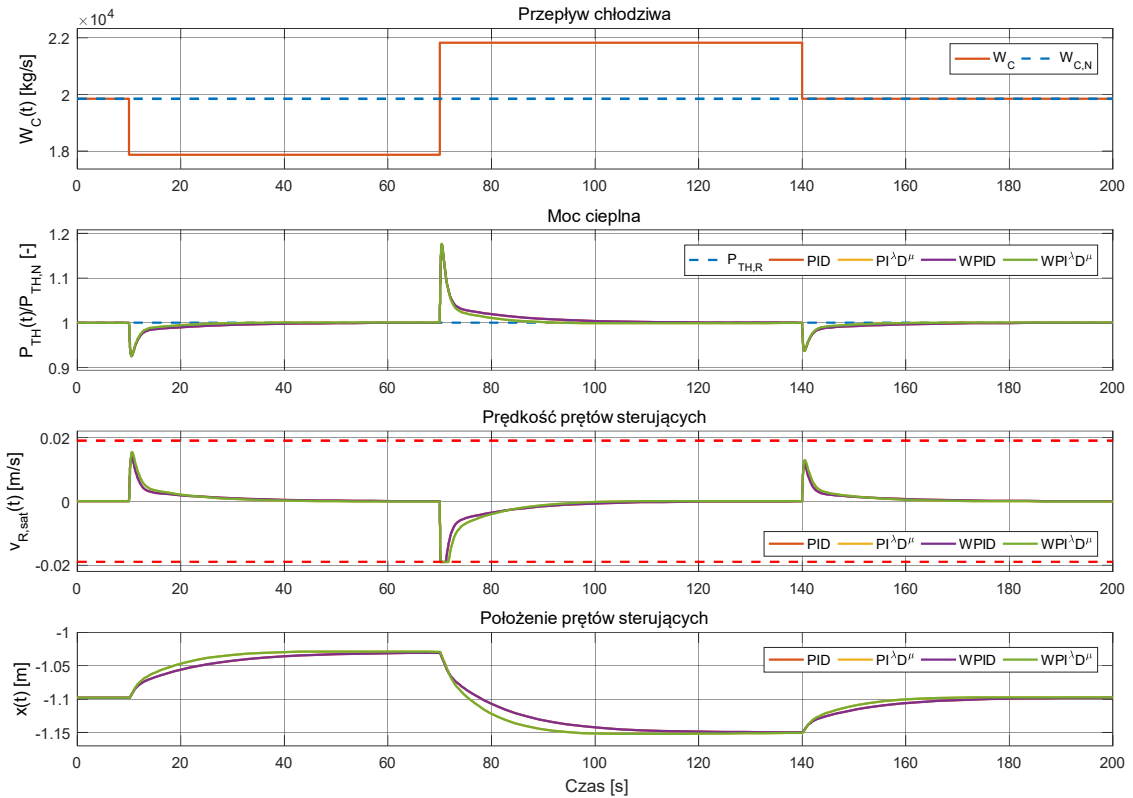 Przepływ chłodziwa
×10⁴
W_C(t) [kg/s]
2.2
2
1.8
W_C W_C,N
0 20 40 60 80 100 120 140 160 180 200
Moc cieplna
P_TH(t)/P_TH,N [-]
1.2
1.1
1
0.9
P_TH,R PID PI^λD^μ WPID WPI^λD^μ
0 20 40 60 80 100 120 140 160 180 200
Prędkość prętów sterujących
v_R,sat(t) [m/s]
0.02
0
-0.02
PID PI^λD^μ WPID WPI^λD^μ
0 20 40 60 80 100 120 140 160 180 200
Położenie prętów sterujących
x(t) [m]
-1
-1.05
-1.1
-1.15
PID PI^λD^μ WPID WPI^λD^μ
0 20 40 60 80 100 120 140 160 180 200
Czas [s]